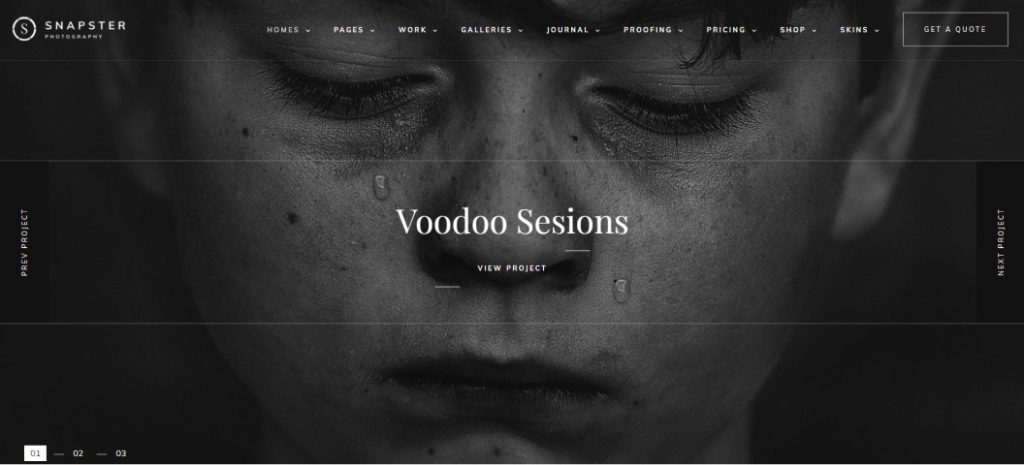 S
SNAPSTER
PHOTOGRAPHY
HOMES PAGES WORK GALLERIES JOURNAL PROOFING PRICING SHOP SKINS GET A QUOTE
PREV PROJECT
Voodoo Sesions
VIEW PROJECT
NEXT PROJECT
01 — 02 — 03